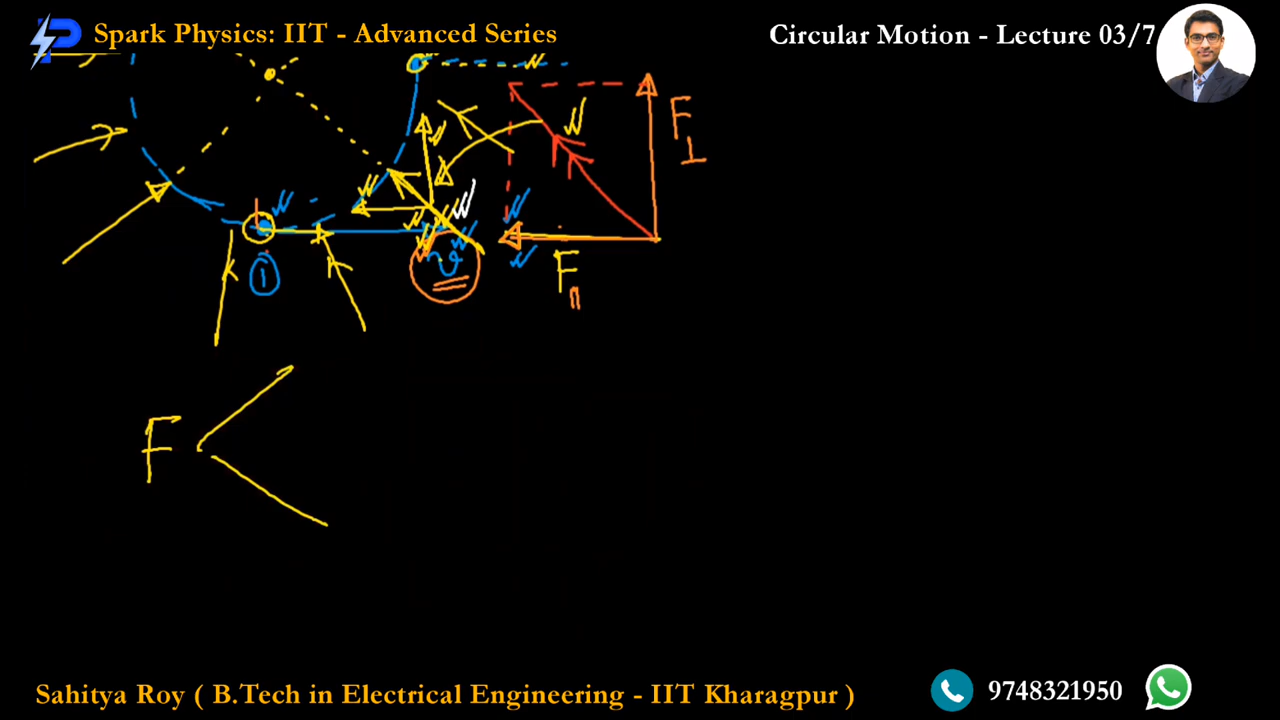 Spark Physics: IIT - Advanced Series
Circular Motion - Lecture 03/7
F⊥
v
F||
1
F
Sahitya Roy ( B.Tech in Electrical Engineering - IIT Kharagpur )
9748321950